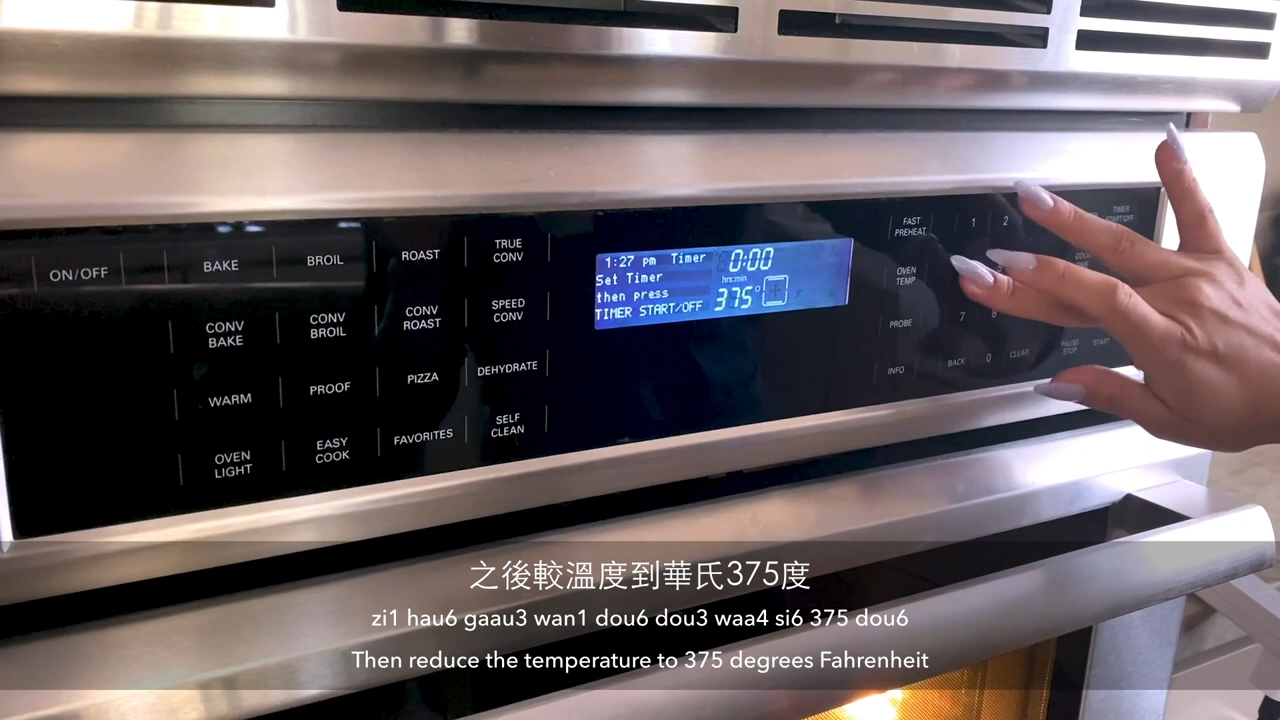 ON/OFF
BAKE
BROIL
ROAST
TRUE
CONV
CONV
BAKE
CONV
BROIL
CONV
ROAST
SPEED
CONV
WARM
PROOF
PIZZA
DEHYDRATE
OVEN
LIGHT
EASY
COOK
FAVORITES
SELF
CLEAN
1:27 pm Timer 0:00
Set Timer hrs:min
then press 375°
TIMER START/OFF
FAST
PREHEAT
1 2
TIMER
START/OFF
OVEN
TEMP
PROBE
7 8
INFO
BACK 0 CLEAR
PAUSE
STOP
START
之後較溫度到華氏375度
zi1 hau6 gaau3 wan1 dou6 dou3 waa4 si6 375 dou6
Then reduce the temperature to 375 degrees Fahrenheit